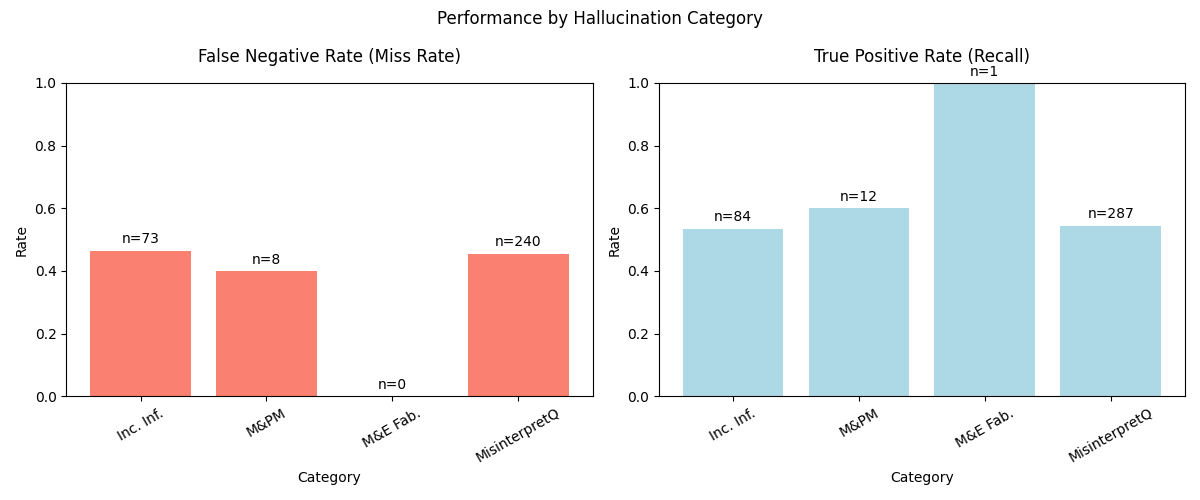 Performance by Hallucination Category
False Negative Rate (Miss Rate)
Rate
1.0
0.8
0.6
0.4
0.2
0.0
n=73
n=8
n=0
n=240
Inc. Inf.
M&PM
M&E Fab.
MisinterpretQ
Category
True Positive Rate (Recall)
Rate
1.0
0.8
0.6
0.4
0.2
0.0
n=84
n=12
n=1
n=287
Inc. Inf.
M&PM
M&E Fab.
MisinterpretQ
Category